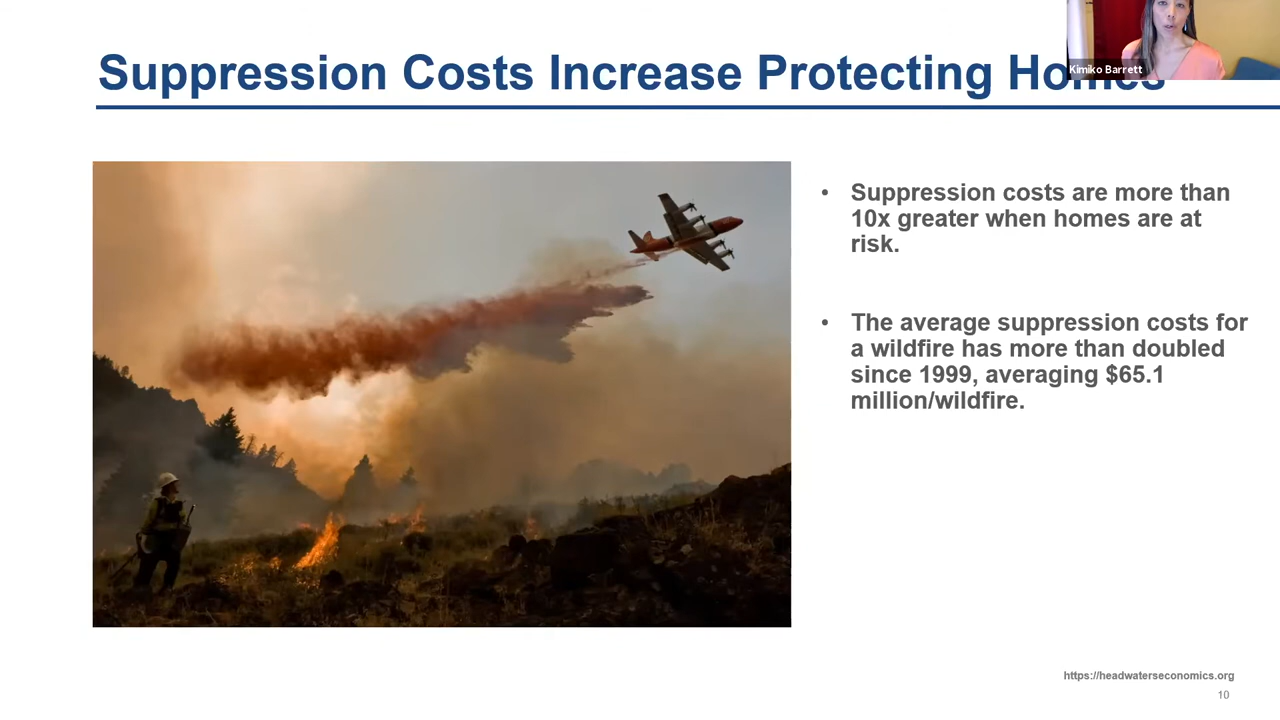 Suppression Costs Increase Protecting Homes
Kimiko Barrett
• Suppression costs are more than
10x greater when homes are at
risk.
• The average suppression costs for
a wildfire has more than doubled
since 1999, averaging $65.1
million/wildfire.
https://headwaterseconomics.org
10